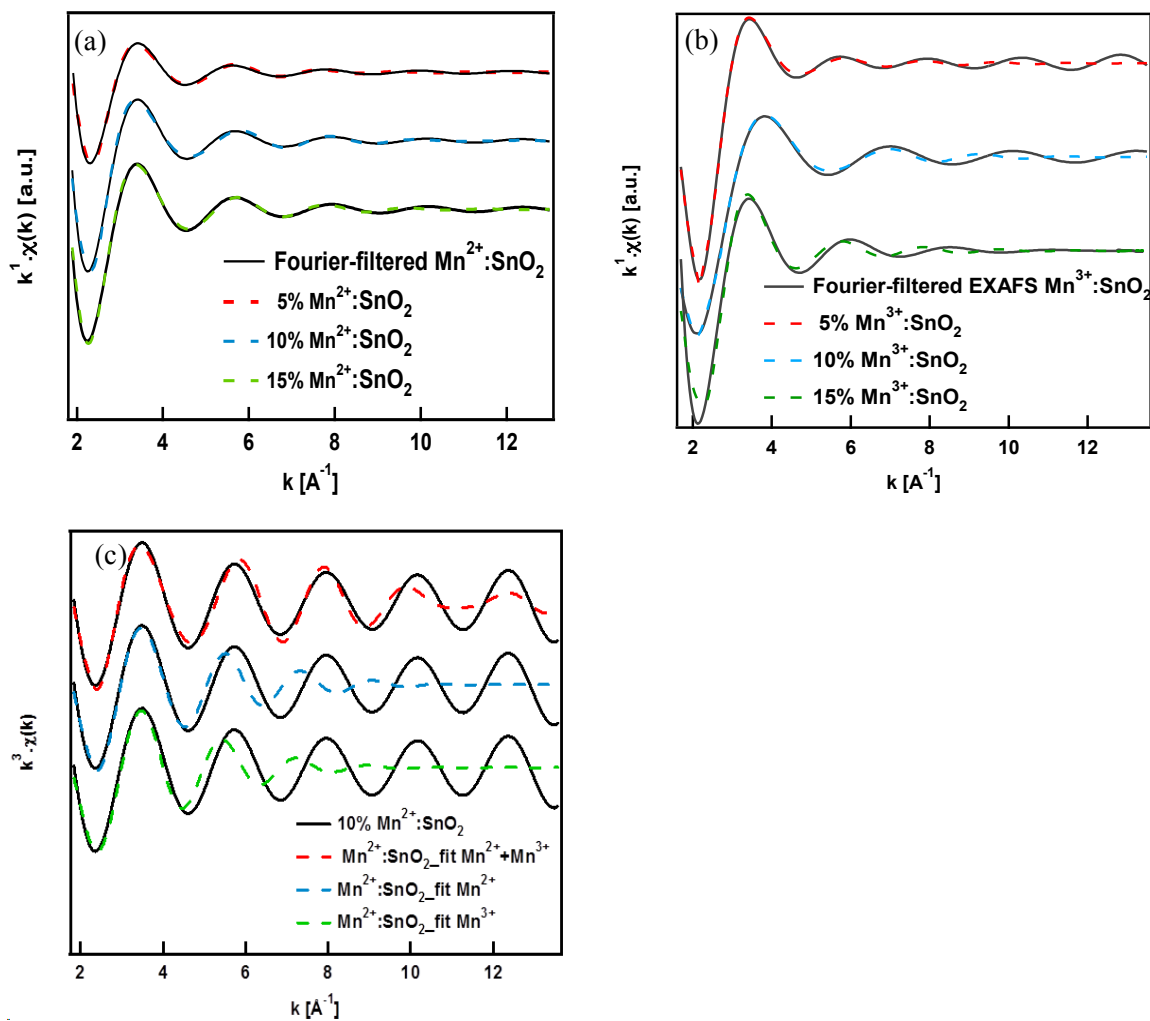 (a)
k¹.χ(k) [a.u.]
Fourier-filtered Mn²⁺:SnO₂
5% Mn²⁺:SnO₂
10% Mn²⁺:SnO₂
15% Mn²⁺:SnO₂
2 4 6 8 10 12
k [A⁻¹]
(b)
k¹.χ(k) [a.u.]
Fourier-filtered EXAFS Mn³⁺:SnO₂
5% Mn³⁺:SnO₂
10% Mn³⁺:SnO₂
15% Mn³⁺:SnO₂
2 4 6 8 10 12
k [A⁻¹]
(c)
k³.χ(k)
10% Mn²⁺:SnO₂
Mn²⁺:SnO₂_fit Mn²⁺+Mn³⁺
Mn²⁺:SnO₂_fit Mn²⁺
Mn²⁺:SnO₂_fit Mn³⁺
2 4 6 8 10 12
k [Å⁻¹]